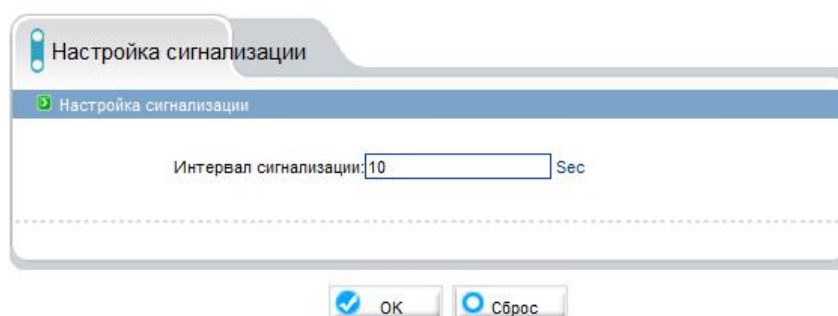 Настройка сигнализации
Настройка сигнализации
Интервал сигнализации: 10 Sec
OK Сброс